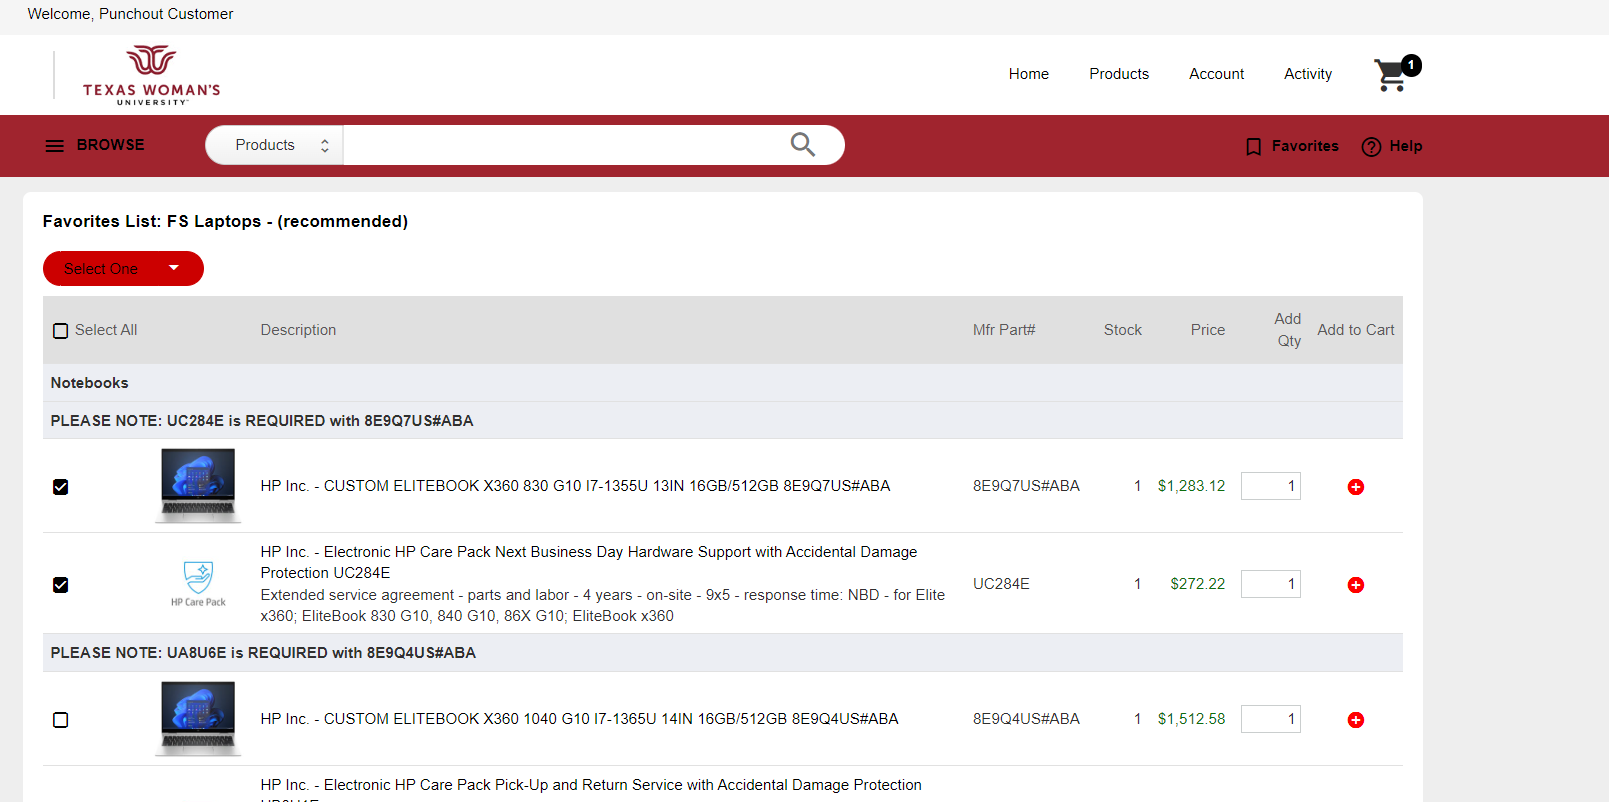 Welcome, Punchout Customer
TEXAS WOMAN'S
UNIVERSITY
Home Products Account Activity 1
BROWSE Products Favorites Help
Favorites List: FS Laptops - (recommended)
Select One
Select All Description Mfr Part# Stock Price Add Qty Add to Cart
Notebooks
PLEASE NOTE: UC284E is REQUIRED with 8E9Q7US#ABA
HP Inc. - CUSTOM ELITEBOOK X360 830 G10 I7-1355U 13IN 16GB/512GB 8E9Q7US#ABA 8E9Q7US#ABA 1 $1,283.12 1
HP Inc. - Electronic HP Care Pack Next Business Day Hardware Support with Accidental Damage
Protection UC284E
HP Care Pack UC284E 1 $272.22 1
Extended service agreement - parts and labor - 4 years - on-site - 9x5 - response time: NBD - for Elite
x360; EliteBook 830 G10, 840 G10, 86X G10; EliteBook x360
PLEASE NOTE: UA8U6E is REQUIRED with 8E9Q4US#ABA
HP Inc. - CUSTOM ELITEBOOK X360 1040 G10 I7-1365U 14IN 16GB/512GB 8E9Q4US#ABA 8E9Q4US#ABA 1 $1,512.58 1
HP Inc. - Electronic HP Care Pack Pick-Up and Return Service with Accidental Damage Protection